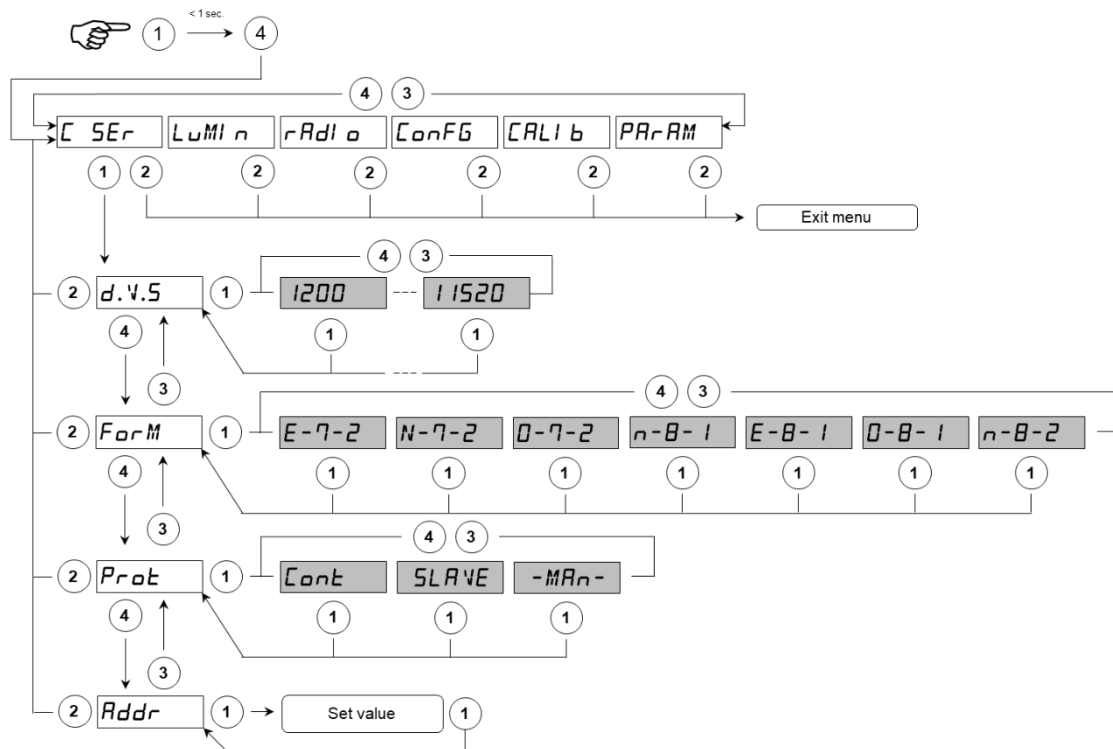 < 1 sec.
1 4
4 3
C SEr LuMIn rAdIo ConFG CALIb PArAM
1 2 2 2 2 2 2
Exit menu
4 3
2 d.V.S 1 1200 --- 11520
4 1 1
---
3
4 3
2 ForM 1 E-7-2 N-7-2 O-7-2 n-8-1 E-8-1 O-8-1 n-8-2
4 1 1 1 1 1 1 1
3
4 3
2 Prot 1 Cont SLAVE -MAn-
4 1 1 1
3
2 Addr 1 Set value 1